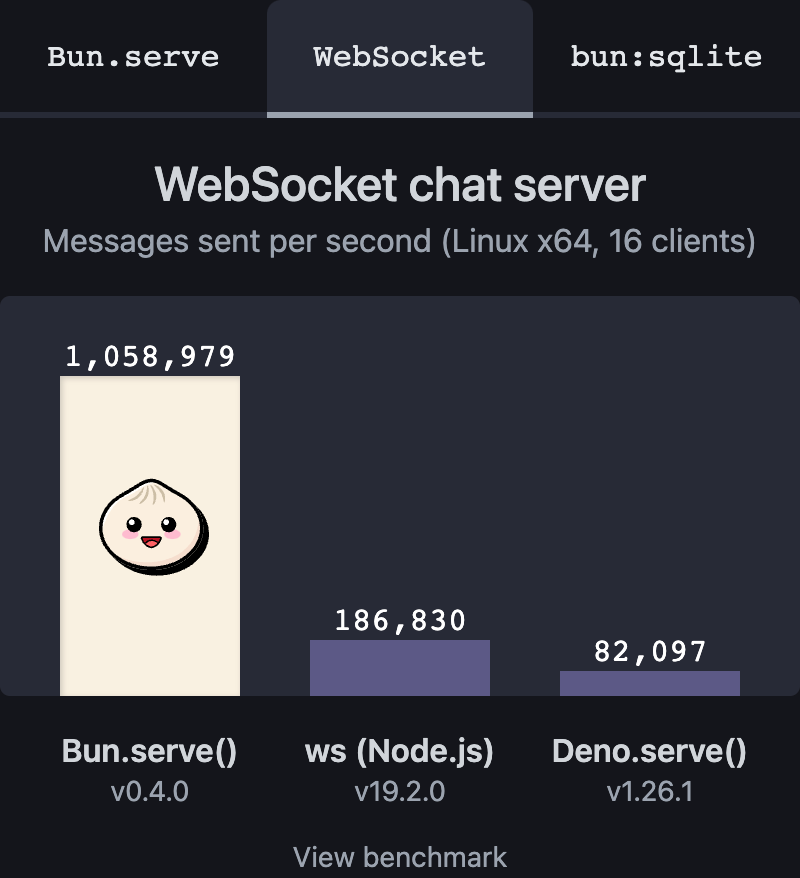 Bun.serve WebSocket bun:sqlite
WebSocket chat server
Messages sent per second (Linux x64, 16 clients)
1,058,979
186,830
82,097
Bun.serve() ws (Node.js) Deno.serve()
v0.4.0 v19.2.0 v1.26.1
View benchmark